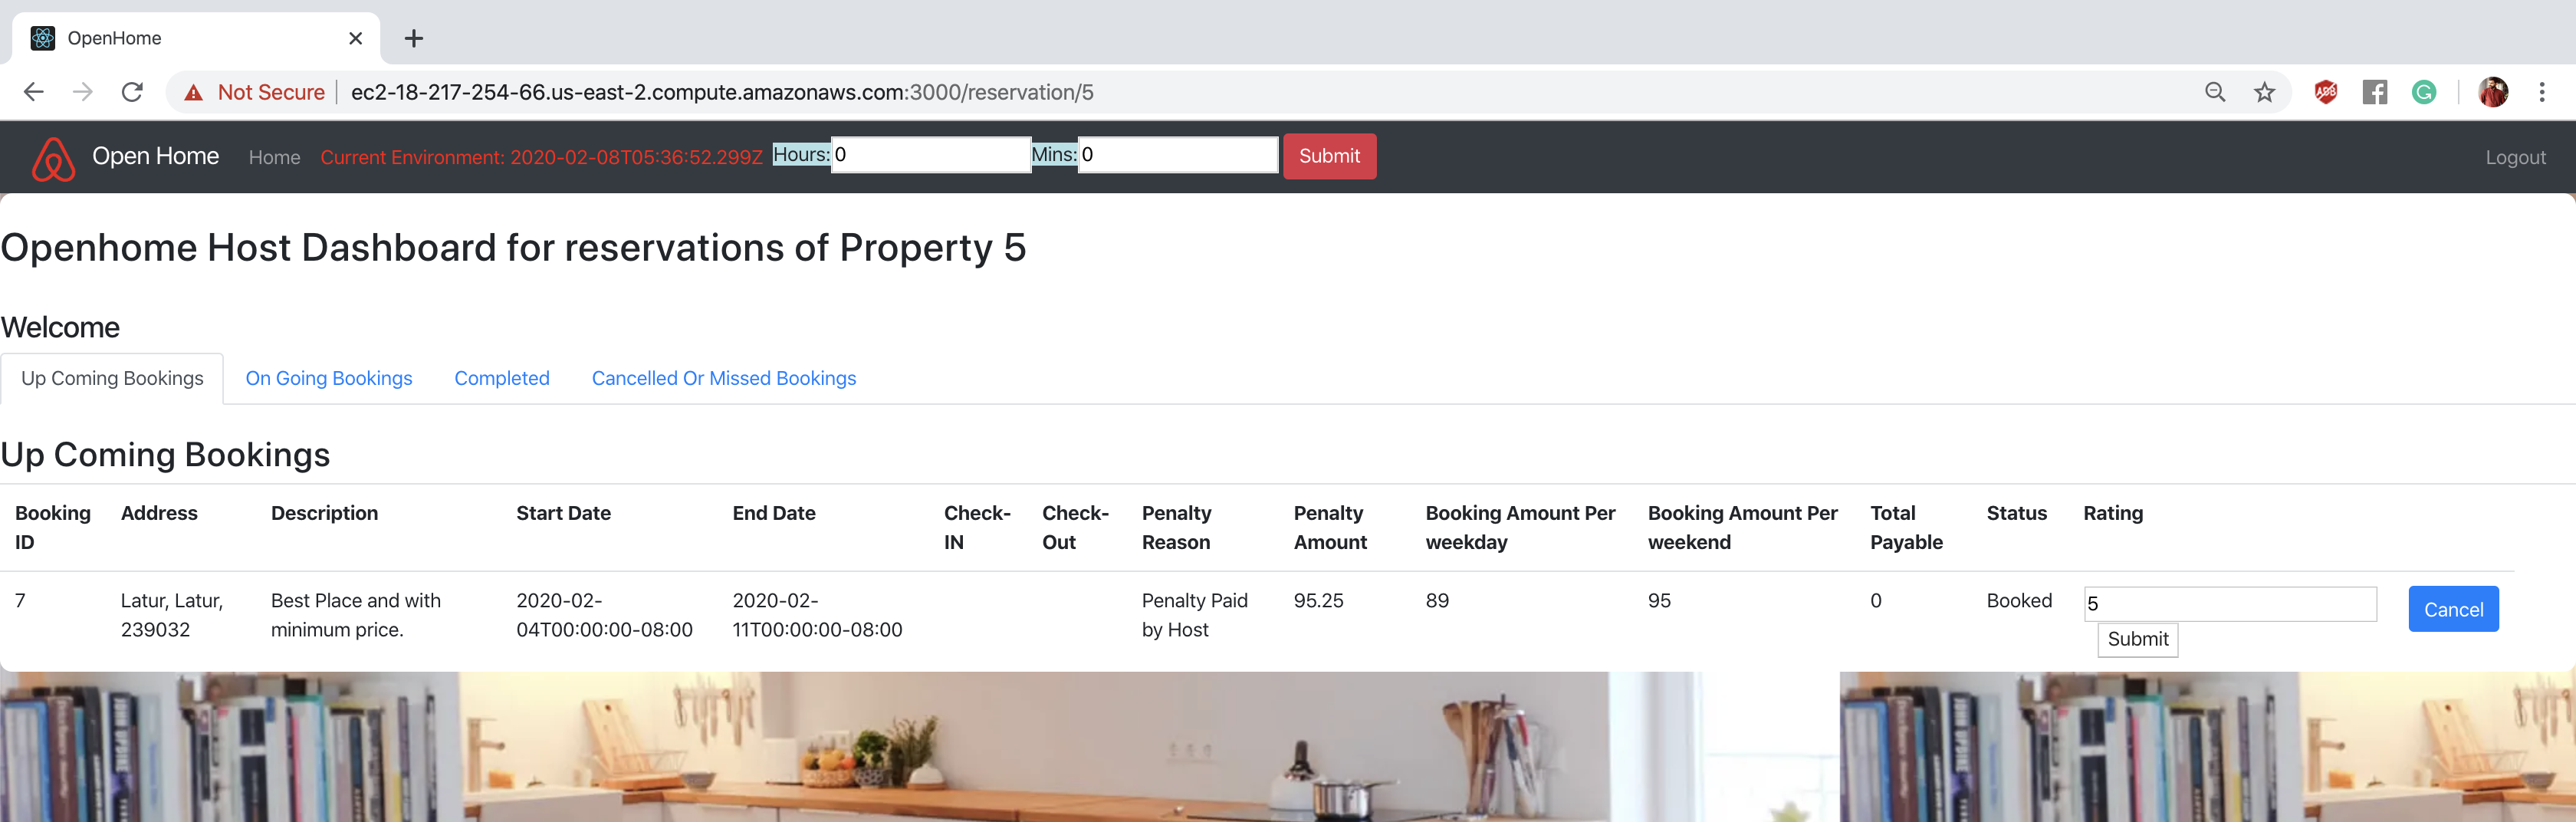 OpenHome
Not Secure | ec2-18-217-254-66.us-east-2.compute.amazonaws.com:3000/reservation/5
Open Home Home Current Environment: 2020-02-08T05:36:52.299Z Hours: 0 Mins: 0 Submit Logout
Openhome Host Dashboard for reservations of Property 5
Welcome
Up Coming Bookings On Going Bookings Completed Cancelled Or Missed Bookings
Up Coming Bookings
Booking Address Description Start Date End Date Check- Check- Penalty Penalty Booking Amount Per Booking Amount Per Total Status Rating
ID IN Out Reason Amount weekday weekend Payable
7 Latur, Latur, Best Place and with 2020-02- 2020-02- Penalty Paid 95.25 89 95 0 Booked 5 Cancel
239032 minimum price. 04T00:00:00-08:00 11T00:00:00-08:00 by Host Submit
JOHN UPDIKE